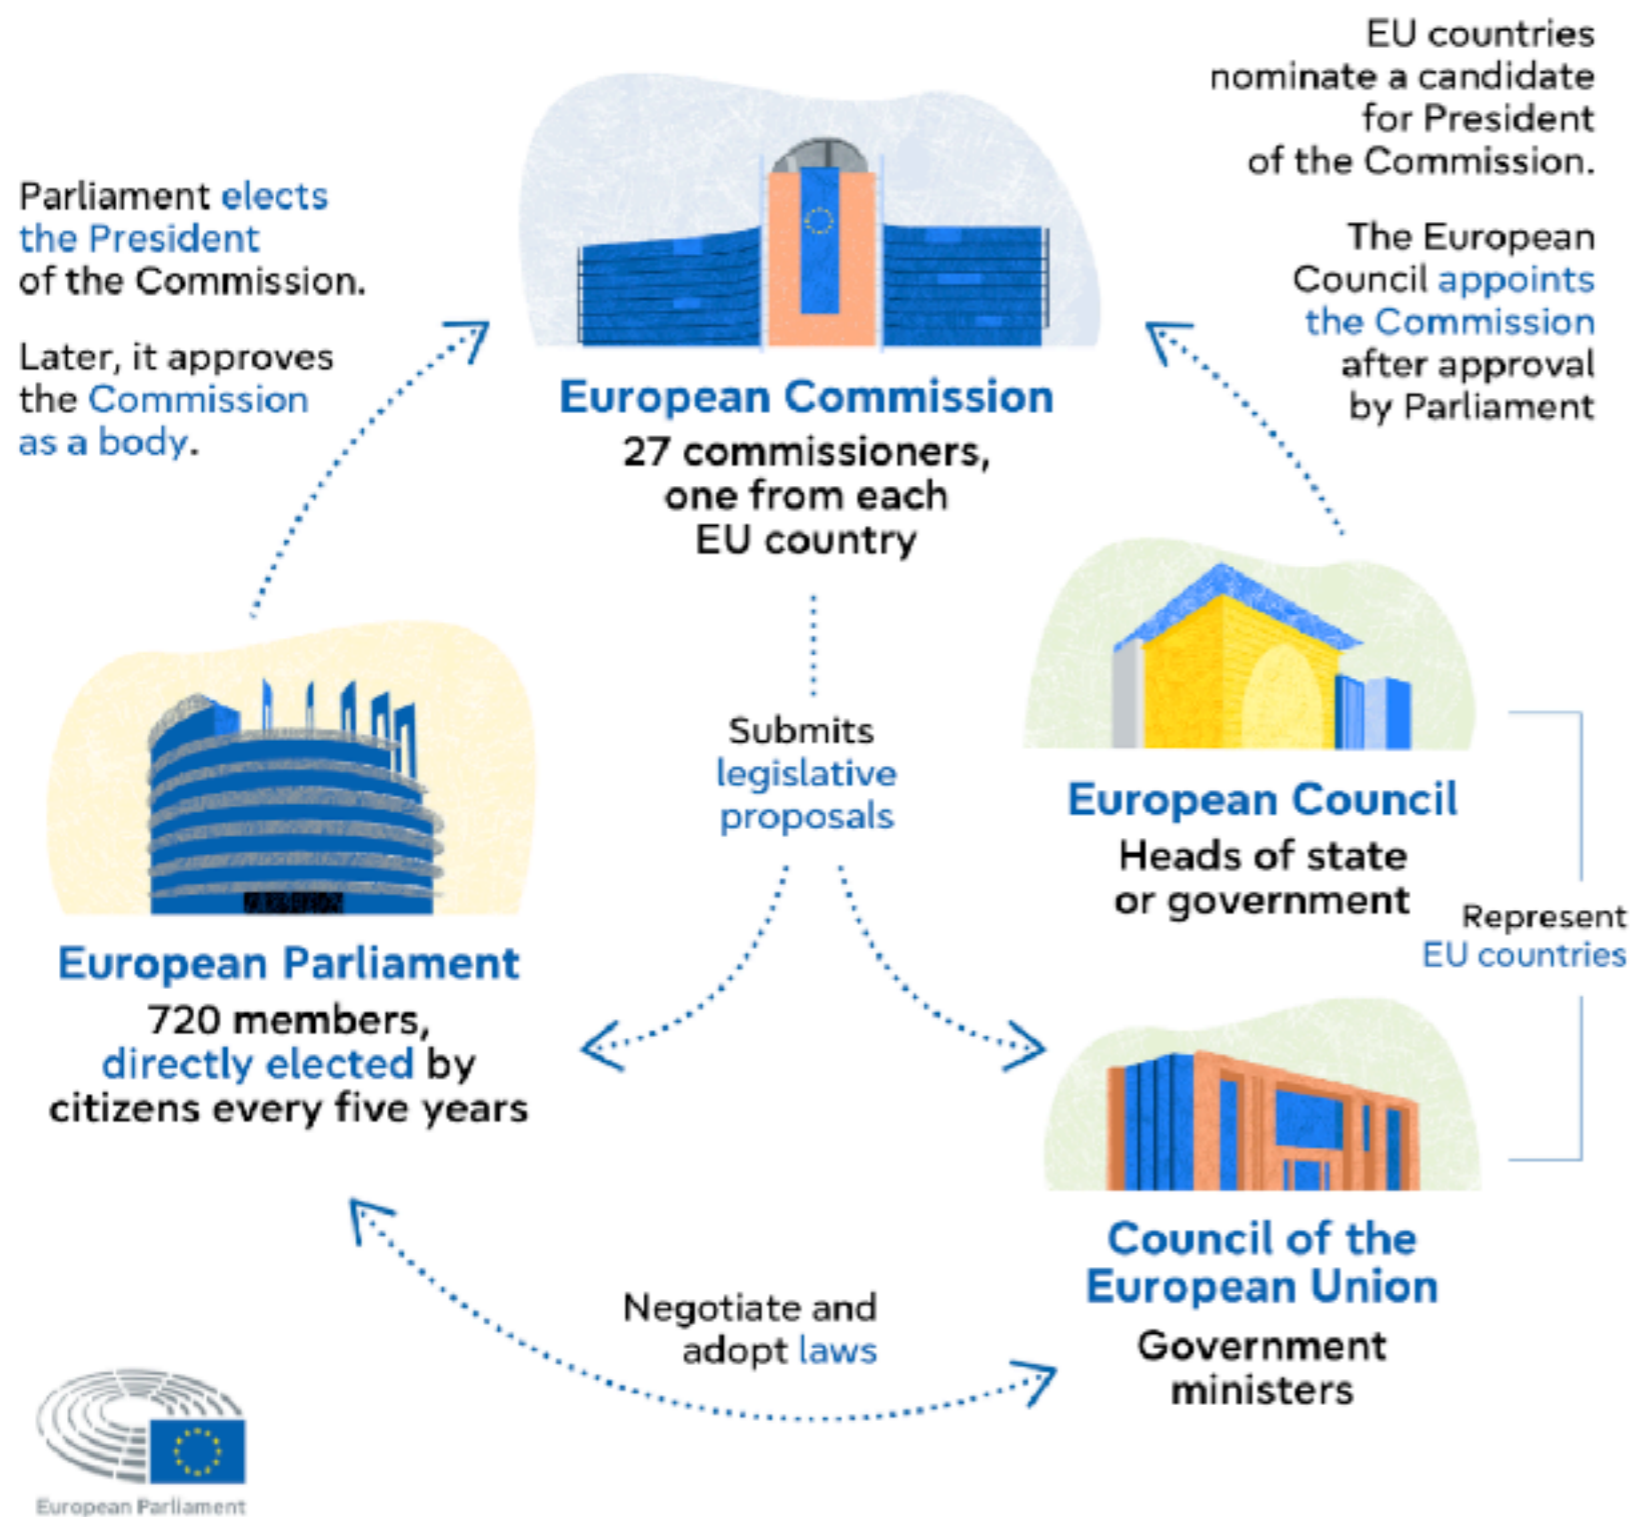 EU countries
nominate a candidate
for President
of the Commission.
The European
Council appoints
the Commission
after approval
by Parliament
Parliament elects
the President
of the Commission.
Later, it approves
the Commission
as a body.
European Commission
27 commissioners,
one from each
EU country
Submits
legislative
proposals
European Council
Heads of state
or government
Represent
EU countries
European Parliament
720 members,
directly elected by
citizens every five years
Council of the
European Union
Government
ministers
Negotiate and
adopt laws
European Parliament